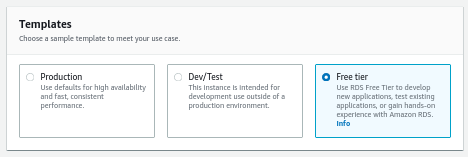 Templates
Choose a sample template to meet your use case.
Production
Use defaults for high availability
and fast, consistent
performance.
Dev/Test
This instance is intended for
development use outside of a
production environment.
Free tier
Use RDS Free Tier to develop
new applications, test existing
applications, or gain hands-on
experience with Amazon RDS.
Info